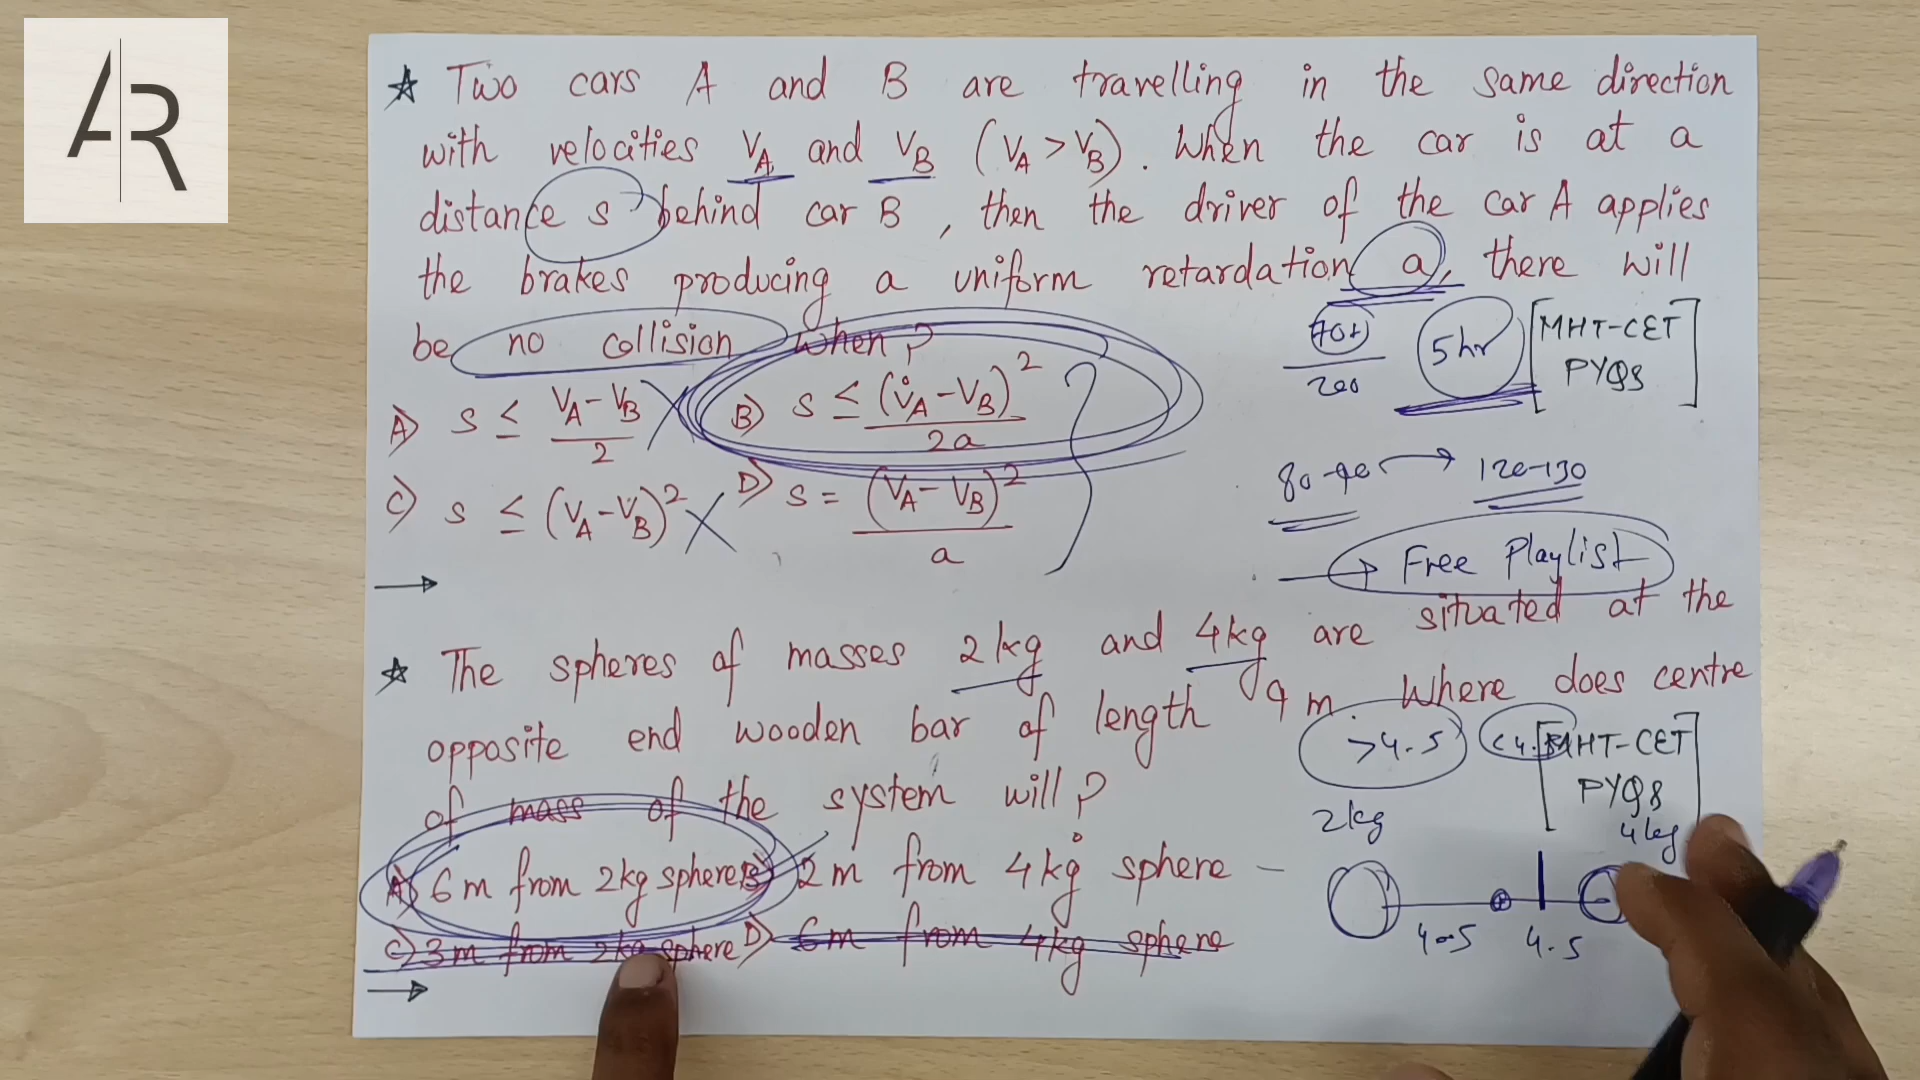 AR
☆ Two cars A and B are travelling in the same direction
with velocities VA and VB (VA > VB). When the car is at a
distance s behind car B, then the driver of the car A applies
the brakes producing a uniform retardation a, there will
be no collision when?
A) s ≤ (VA - VB)/2 B) s ≤ (VA - VB)²/2a
C) s ≤ (VA - VB)² D) s = (VA - VB)²/a
70+
200
5hr
[MHT-CET
PYQs]
80-90 → 120-130
→ Free Playlist
☆ The spheres of masses 2kg and 4kg are situated at the
opposite end wooden bar of length 9m. Where does centre
of mass of the system will?
A) 6m from 2kg sphere B) 2m from 4kg sphere
C) 3m from 2kg sphere D) 6m from 4kg sphere
>4.5
[MHT-CET
PYQs]
2kg 4kg
4.5 4.5